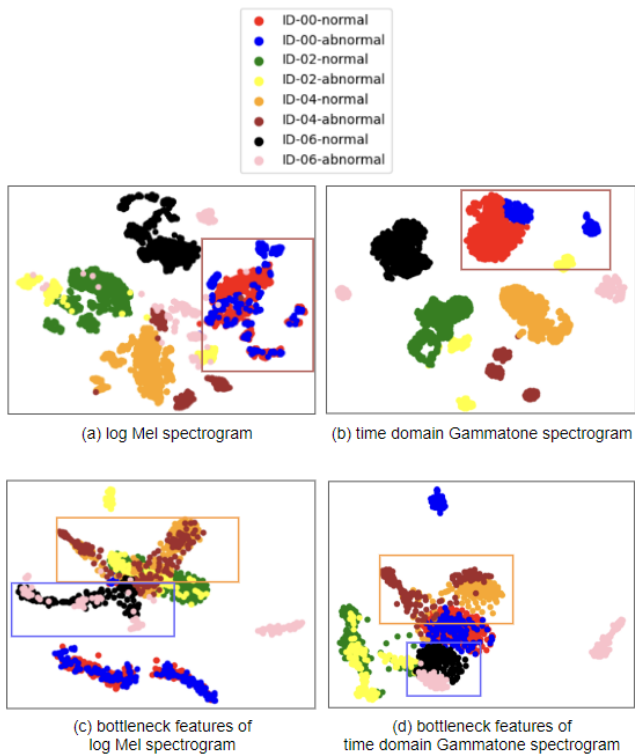 ID-00-normal
ID-00-abnormal
ID-02-normal
ID-02-abnormal
ID-04-normal
ID-04-abnormal
ID-06-normal
ID-06-abnormal
(a) log Mel spectrogram
(b) time domain Gammatone spectrogram
(c) bottleneck features of
log Mel spectrogram
(d) bottleneck features of
time domain Gammatone spectrogram